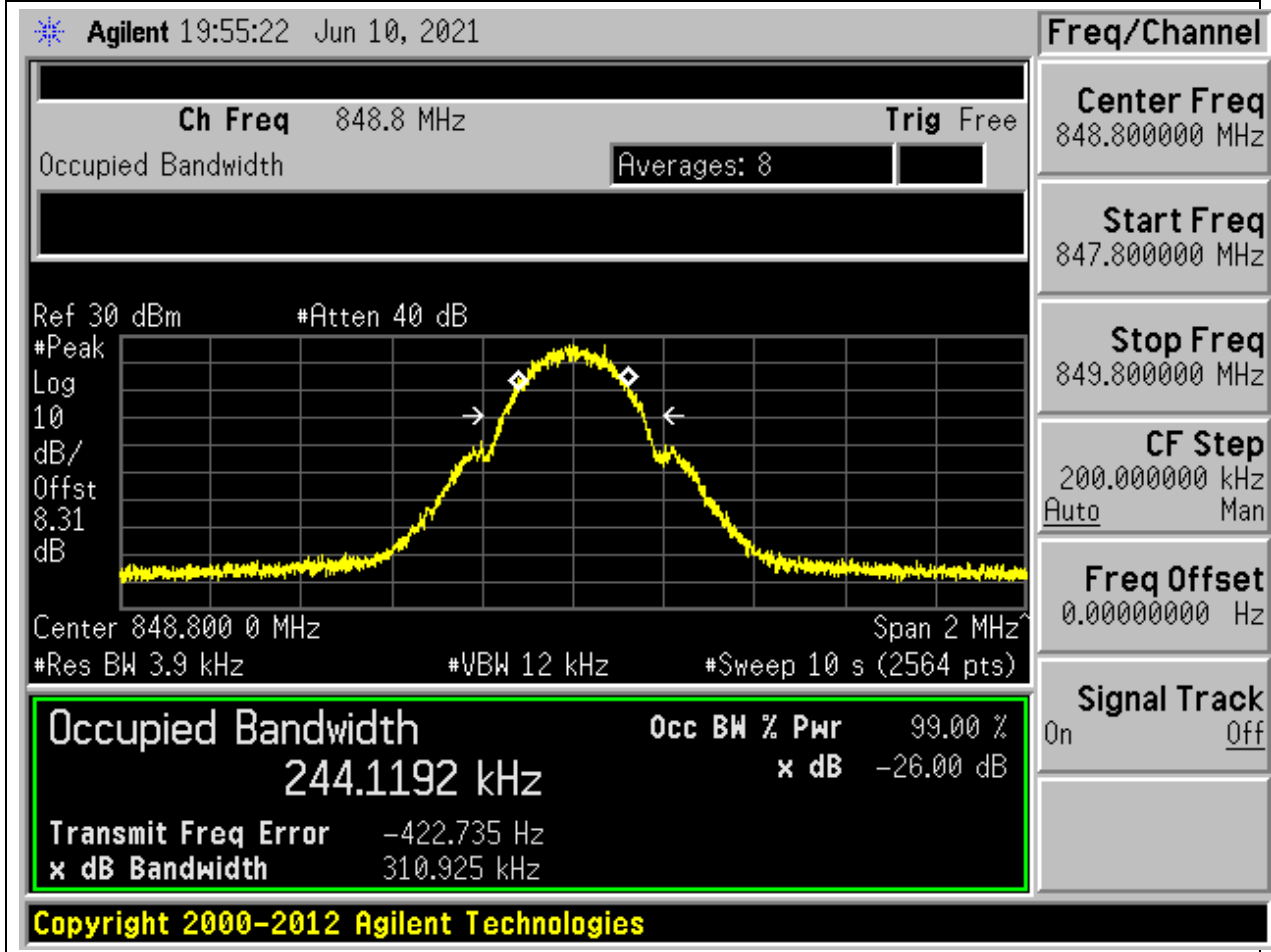 Agilent 19:55:22 Jun 10, 2021
Freq/Channel
Ch Freq 848.8 MHz Trig Free
Occupied Bandwidth Averages: 8
Center Freq
848.800000 MHz
Start Freq
847.800000 MHz
Stop Freq
849.800000 MHz
CF Step
200.000000 kHz
Auto Man
Freq Offset
0.00000000 Hz
Signal Track
On Off
Ref 30 dBm #Atten 40 dB
#Peak
Log
10
dB/
Offst
8.31
dB
Center 848.800 0 MHz Span 2 MHz^
#Res BW 3.9 kHz #VBW 12 kHz #Sweep 10 s (2564 pts)
Occupied Bandwidth Occ BW % Pwr 99.00 %
244.1192 kHz x dB -26.00 dB
Transmit Freq Error -422.735 Hz
x dB Bandwidth 310.925 kHz
Copyright 2000-2012 Agilent Technologies